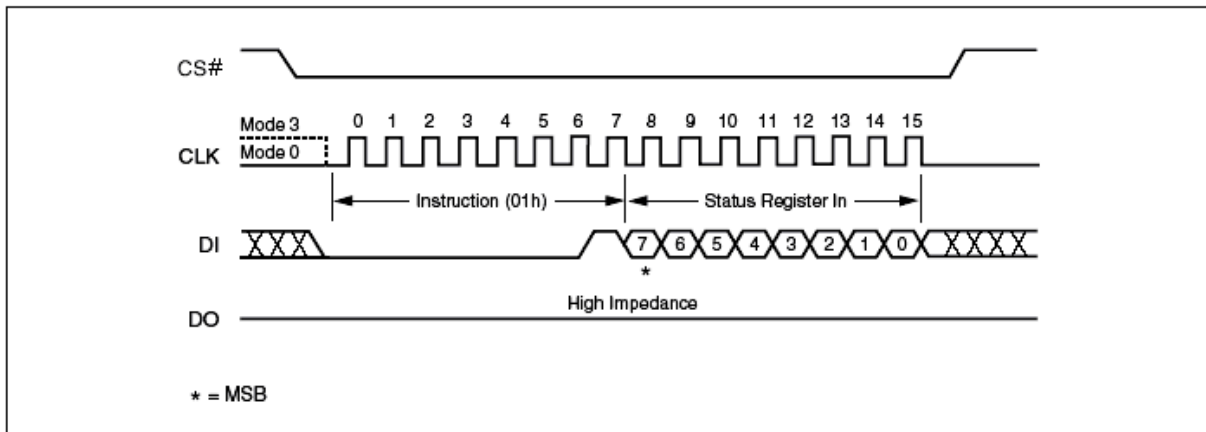 CS#
Mode 3
0 1 2 3 4 5 6 7 8 9 10 11 12 13 14 15
CLK
Mode 0
Instruction (01h)
Status Register In
DI
7 6 5 4 3 2 1 0
*
High Impedance
DO
* = MSB